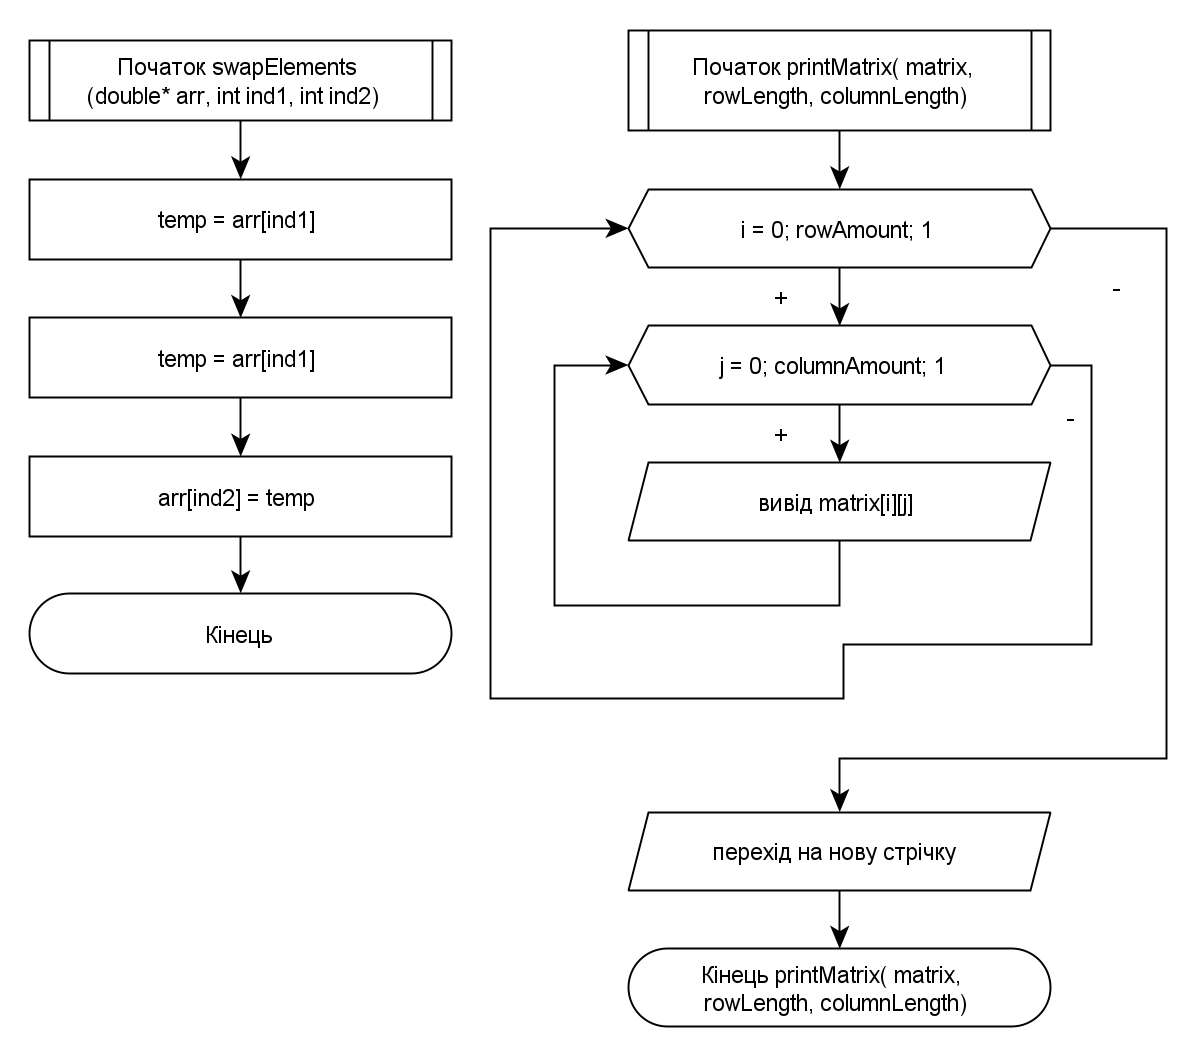 Початок swapElements
(double* arr, int ind1, int ind2)
temp = arr[ind1]
temp = arr[ind1]
arr[ind2] = temp
Кінець
Початок printMatrix( matrix,
rowLength, columnLength)
i = 0; rowAmount; 1
+
-
j = 0; columnAmount; 1
+
-
вивід matrix[i][j]
перехід на нову стрічку
Кінець printMatrix( matrix,
rowLength, columnLength)